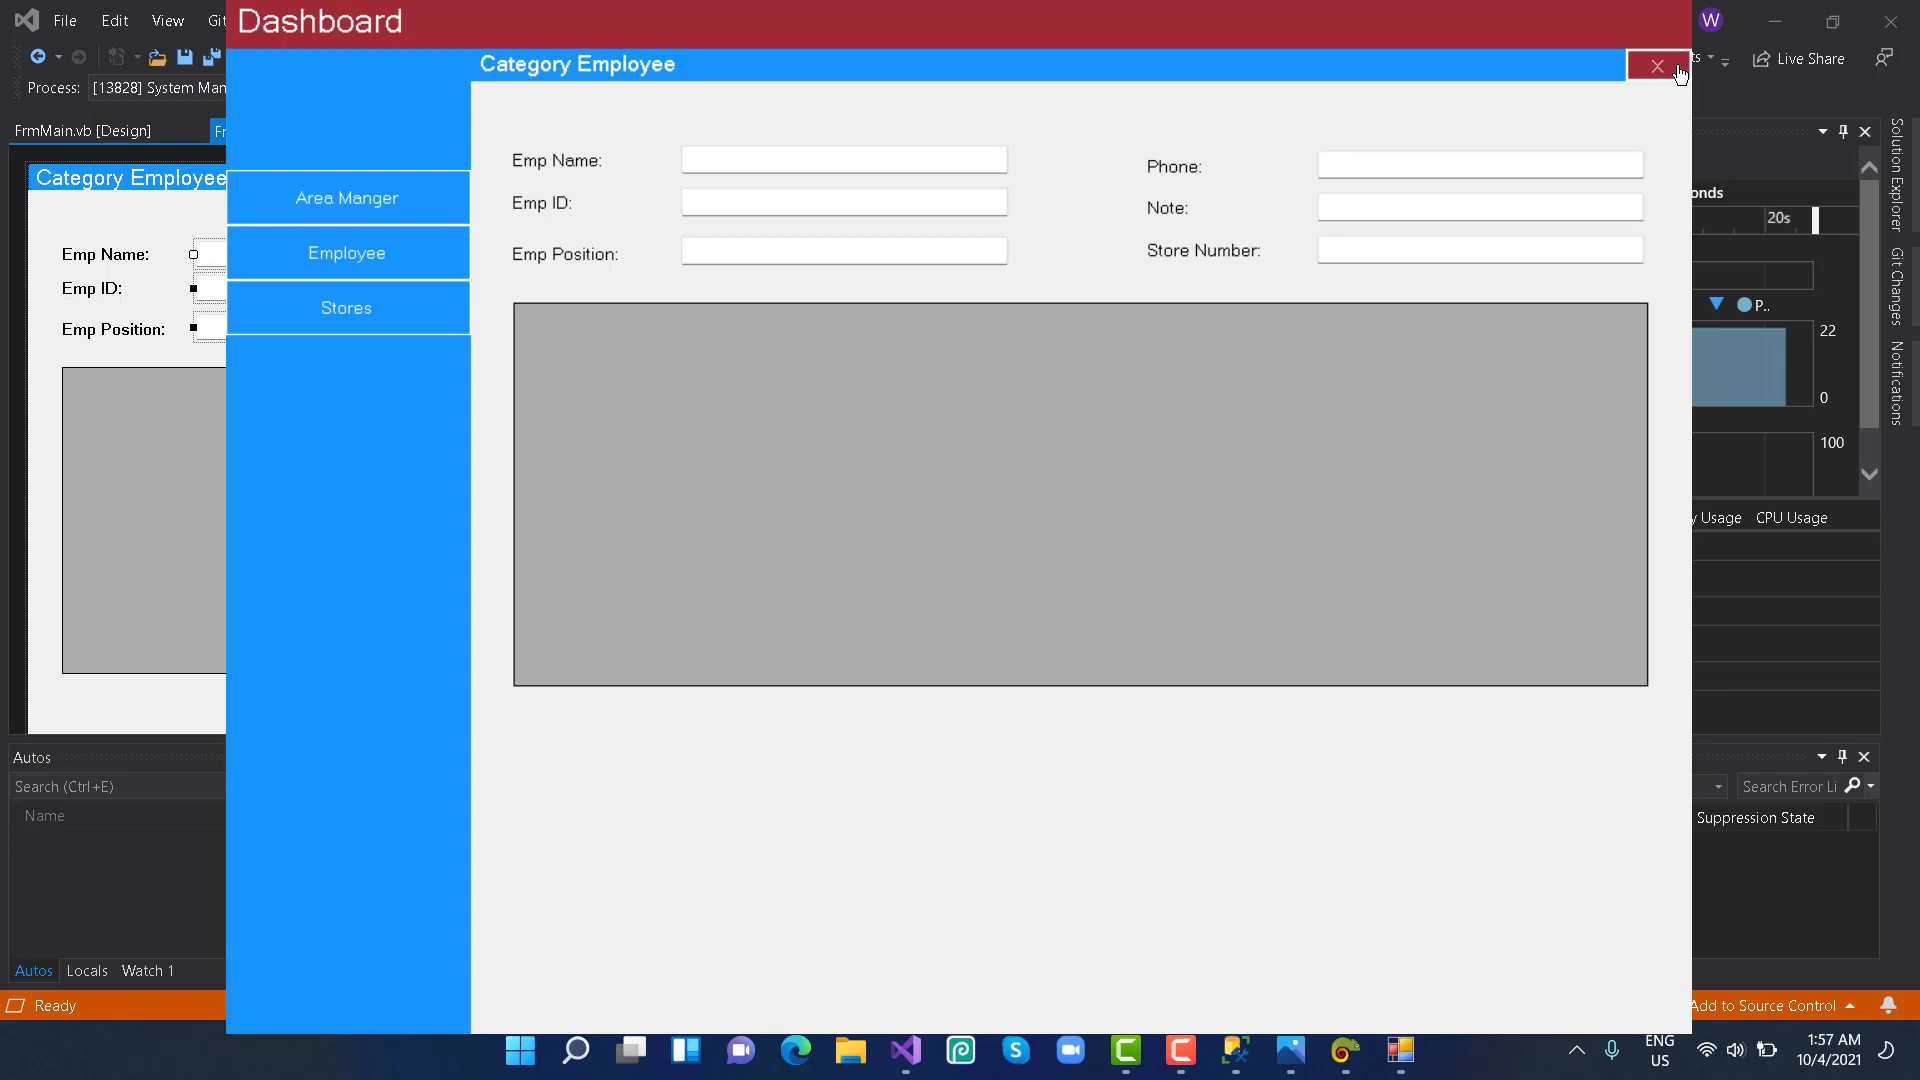 File Edit View
Dashboard
W
Live Share
Process: [13828] System Man
FrmMain.vb [Design]
Category Employee
Category Employee
Emp Name:
Emp ID:
Emp Position:
Area Manger
Employee
Stores
Emp Name:
Emp ID:
Emp Position:
Phone:
Note:
Store Number:
20s
P..
22
0
100
CPU Usage
Solution Explorer
Git Changes
Notifications
Autos
Search (Ctrl+E)
Name
Autos Locals Watch 1
Search Error Li
Suppression State
Ready
Add to Source Control
ENG
US
1:57 AM
10/4/2021